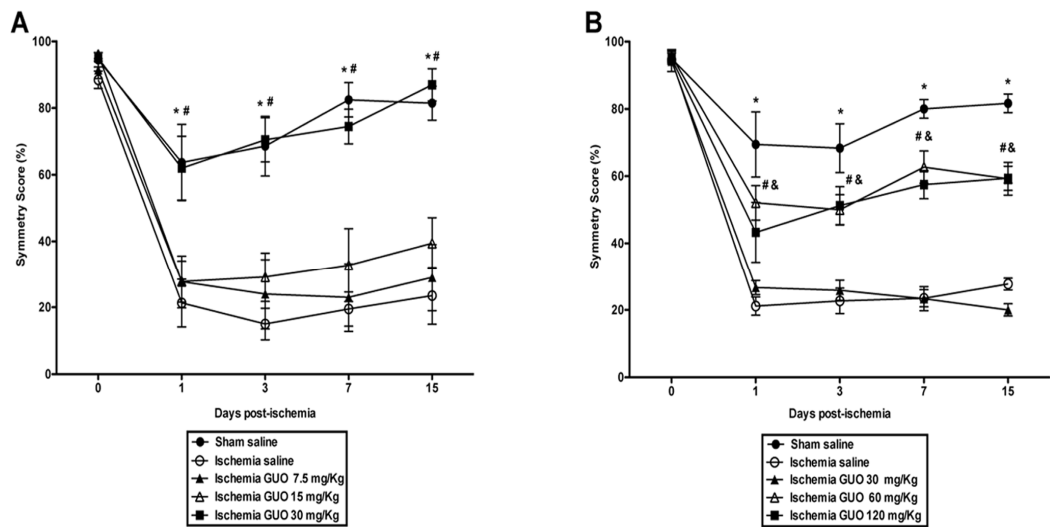 A
Symmetry Score (%)
100
80
60
40
20
0
* #
* #
* #
* #
0 1 3 7 15
Days post-ischemia
Sham saline
Ischemia saline
Ischemia GUO 7.5 mg/Kg
Ischemia GUO 15 mg/Kg
Ischemia GUO 30 mg/Kg
B
Symmetry Score (%)
100
80
60
40
20
0
*
*
*
*
# &
# &
# &
# &
0 1 3 7 15
Days post-ischemia
Sham saline
Ischemia saline
Ischemia GUO 30 mg/Kg
Ischemia GUO 60 mg/Kg
Ischemia GUO 120 mg/Kg